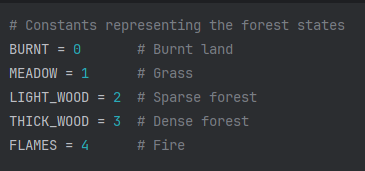 # Constants representing the forest states
BURNT = 0       # Burnt land
MEADOW = 1      # Grass
LIGHT_WOOD = 2  # Sparse forest
THICK_WOOD = 3  # Dense forest
FLAMES = 4      # Fire